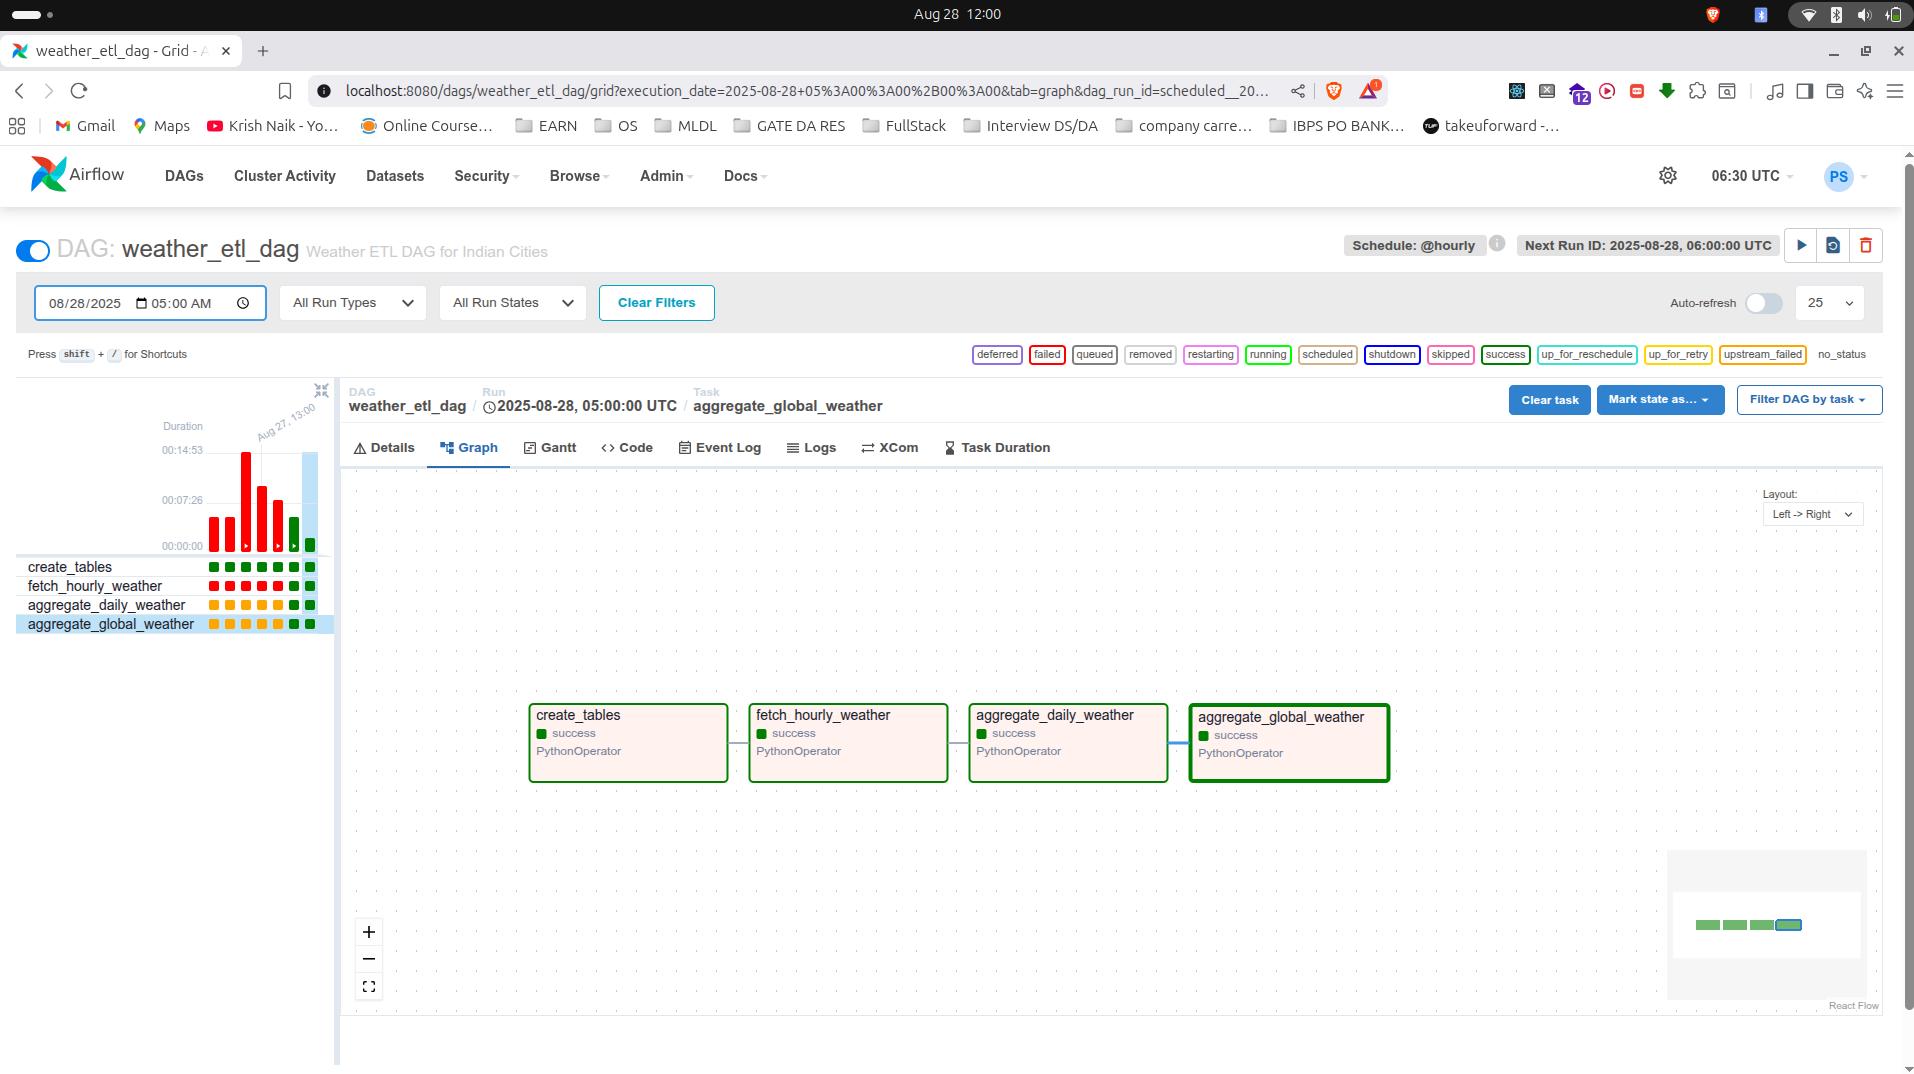 Aug 28 12:00
weather_etl_dag - Grid - A
localhost:8080/dags/weather_etl_dag/grid?execution_date=2025-08-28+05%3A00%3A00%2B00%3A00&tab=graph&dag_run_id=scheduled__20...
1
12
Gmail Maps Krish Naik - Yo... Online Course... EARN OS MLDL GATE DA RES FullStack Interview DS/DA company carre... IBPS PO BANK... TUF takeuforward -...
Airflow DAGs Cluster Activity Datasets Security Browse Admin Docs 06:30 UTC PS
DAG: weather_etl_dag Weather ETL DAG for Indian Cities Schedule: @hourly i Next Run ID: 2025-08-28, 06:00:00 UTC
08/28/2025 05:00 AM All Run Types All Run States Clear Filters Auto-refresh 25
Press shift + / for Shortcuts deferred failed queued removed restarting running scheduled shutdown skipped success up_for_reschedule up_for_retry upstream_failed no_status
DAG Run Task
weather_etl_dag / 2025-08-28, 05:00:00 UTC / aggregate_global_weather Clear task Mark state as... Filter DAG by task
Details Graph Gantt Code Event Log Logs XCom Task Duration
Aug 27, 13:00
Duration
00:14:53
00:07:26
00:00:00
create_tables
fetch_hourly_weather
aggregate_daily_weather
aggregate_global_weather
Layout:
Left -> Right
create_tables
success
PythonOperator
fetch_hourly_weather
success
PythonOperator
aggregate_daily_weather
success
PythonOperator
aggregate_global_weather
success
PythonOperator
React Flow